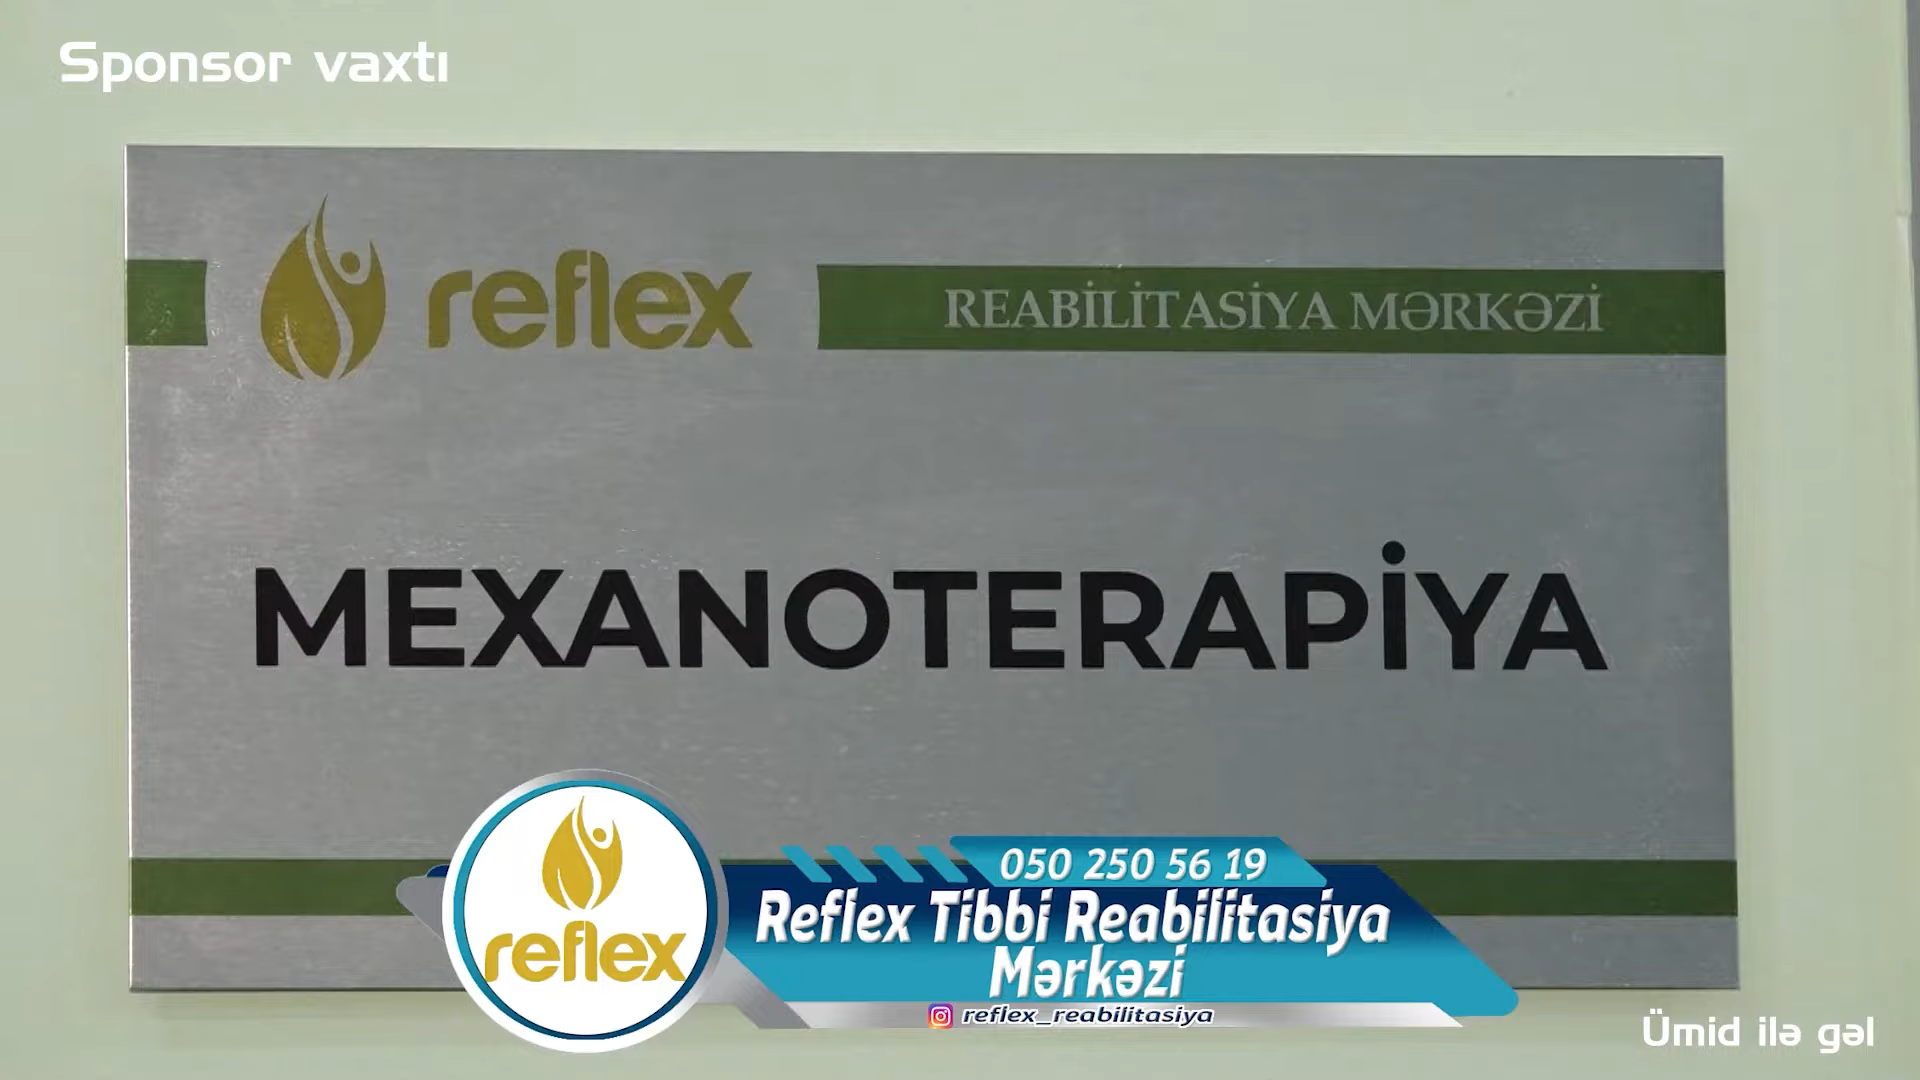 Sponsor vaxtı
reflex
REABİLİTASİYA MƏRKƏZİ
MEXANOTERAPİYA
reflex
050 250 56 19
Reflex Tibbi Reabilitasiya
Mərkəzi
reflex_reabilitasiya
Ümid ilə gəl